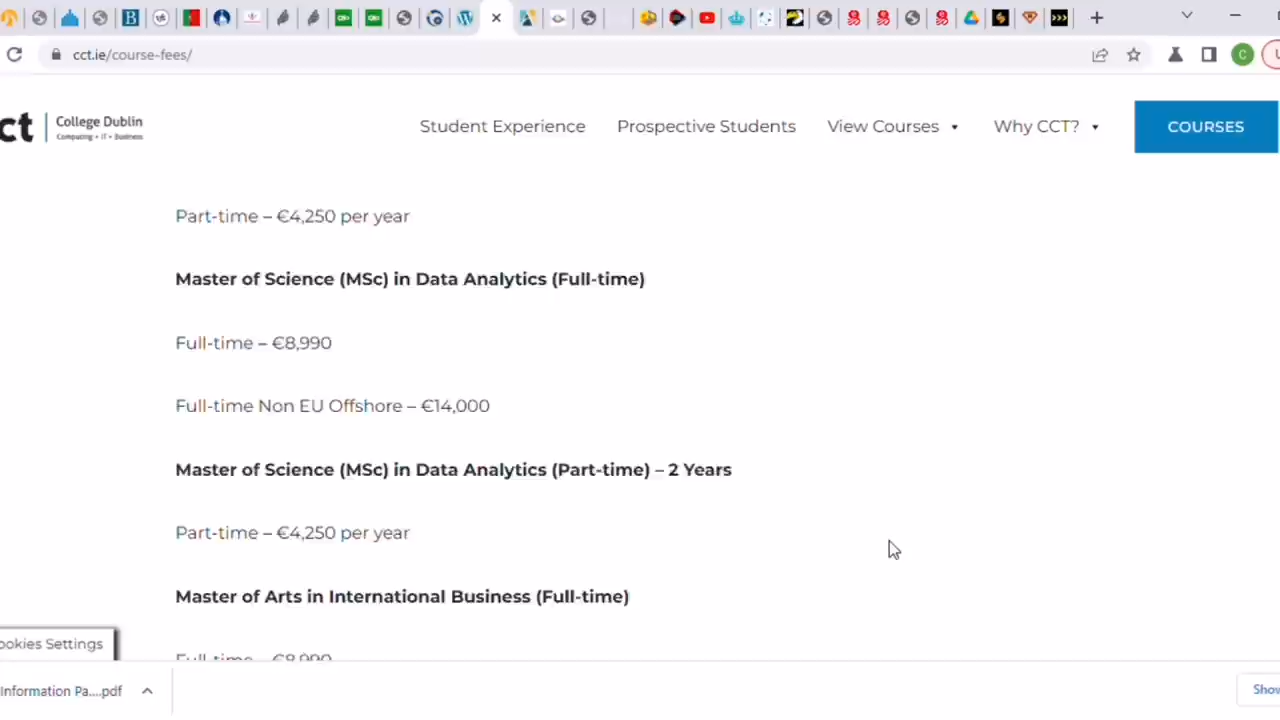 cct.ie/course-fees/
C
ct
College Dublin
Computing • IT • Business
Student Experience
Prospective Students
View Courses
Why CCT?
COURSES
Part-time – €4,250 per year
Master of Science (MSc) in Data Analytics (Full-time)
Full-time – €8,990
Full-time Non EU Offshore – €14,000
Master of Science (MSc) in Data Analytics (Part-time) – 2 Years
Part-time – €4,250 per year
Master of Arts in International Business (Full-time)
Full-time – €8,990
ookies Settings
Information Pa....pdf
Show